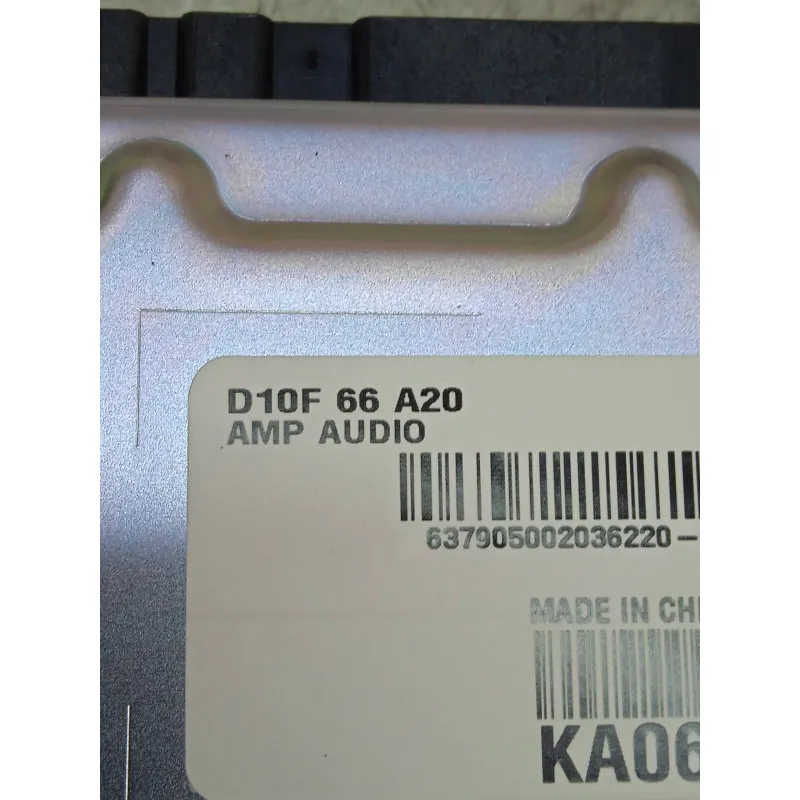 D10F 66 A20
AMP AUDIO
637905002036220-
MADE IN CHI
KA06